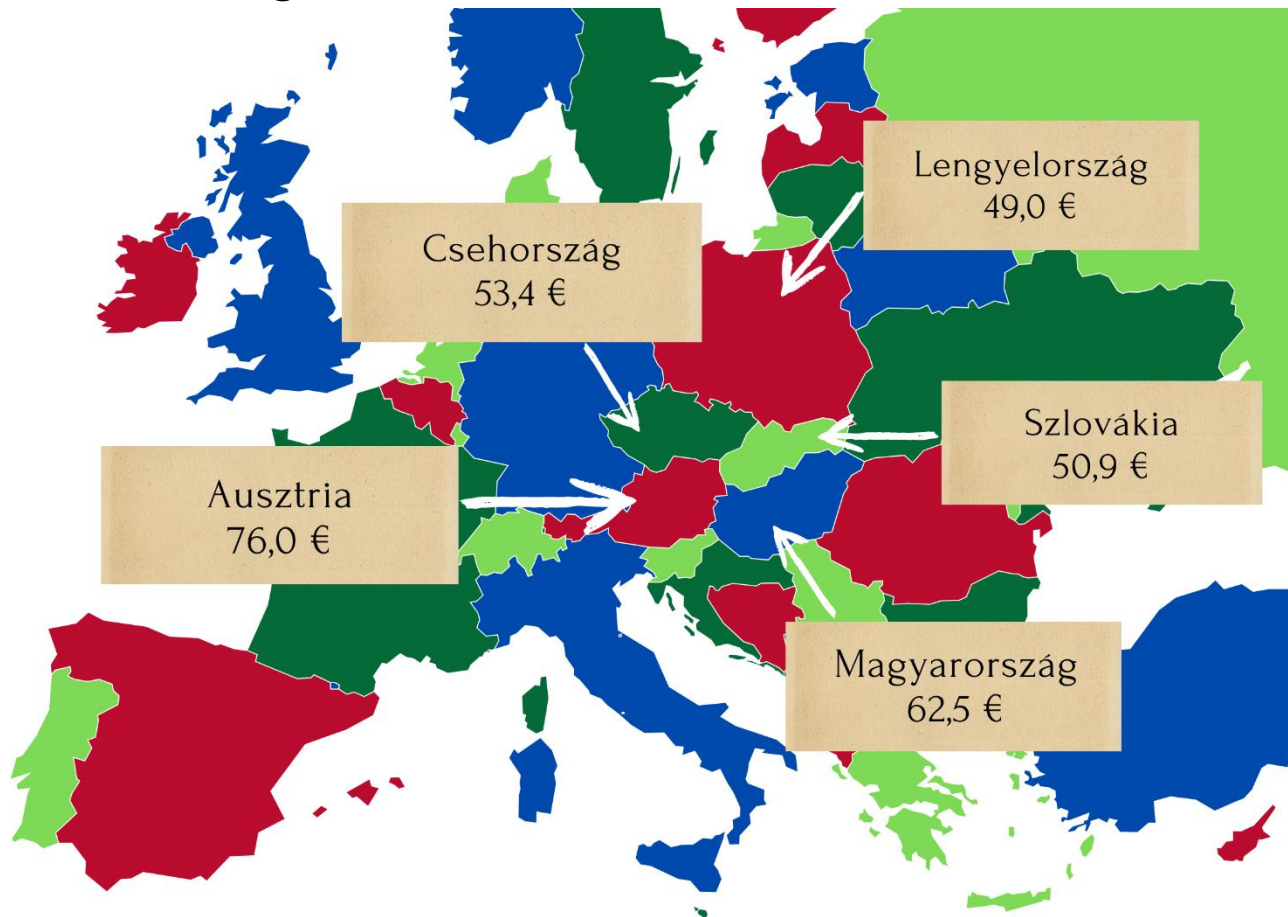 Lengyelország
49,0 €
Csehország
53,4 €
Szlovákia
50,9 €
Ausztria
76,0 €
Magyarország
62,5 €